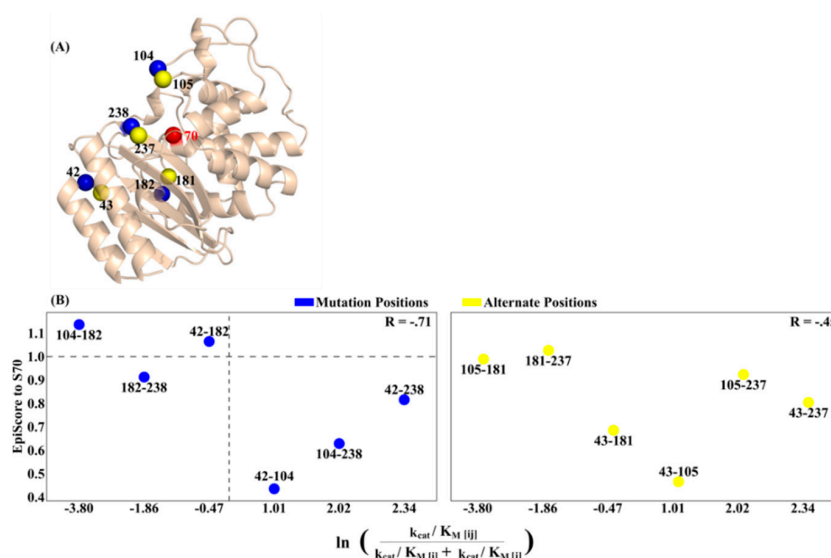 (A)
104
105
238
70
237
42
182
181
43
(B)
Mutation Positions
Alternate Positions
EpiScore to S70
1.1
1.0
0.9
0.8
0.7
0.6
0.5
0.4
R = -.71
104-182
42-182
182-238
42-238
104-238
42-104
-3.80 -1.86 -0.47 1.01 2.02 2.34
105-181
181-237
105-237
43-237
43-181
43-105
-3.80 -1.86 -0.47 1.01 2.02 2.34
ln ( kcat / KM [ij]
kcat / KM [i] + kcat / KM [j] )